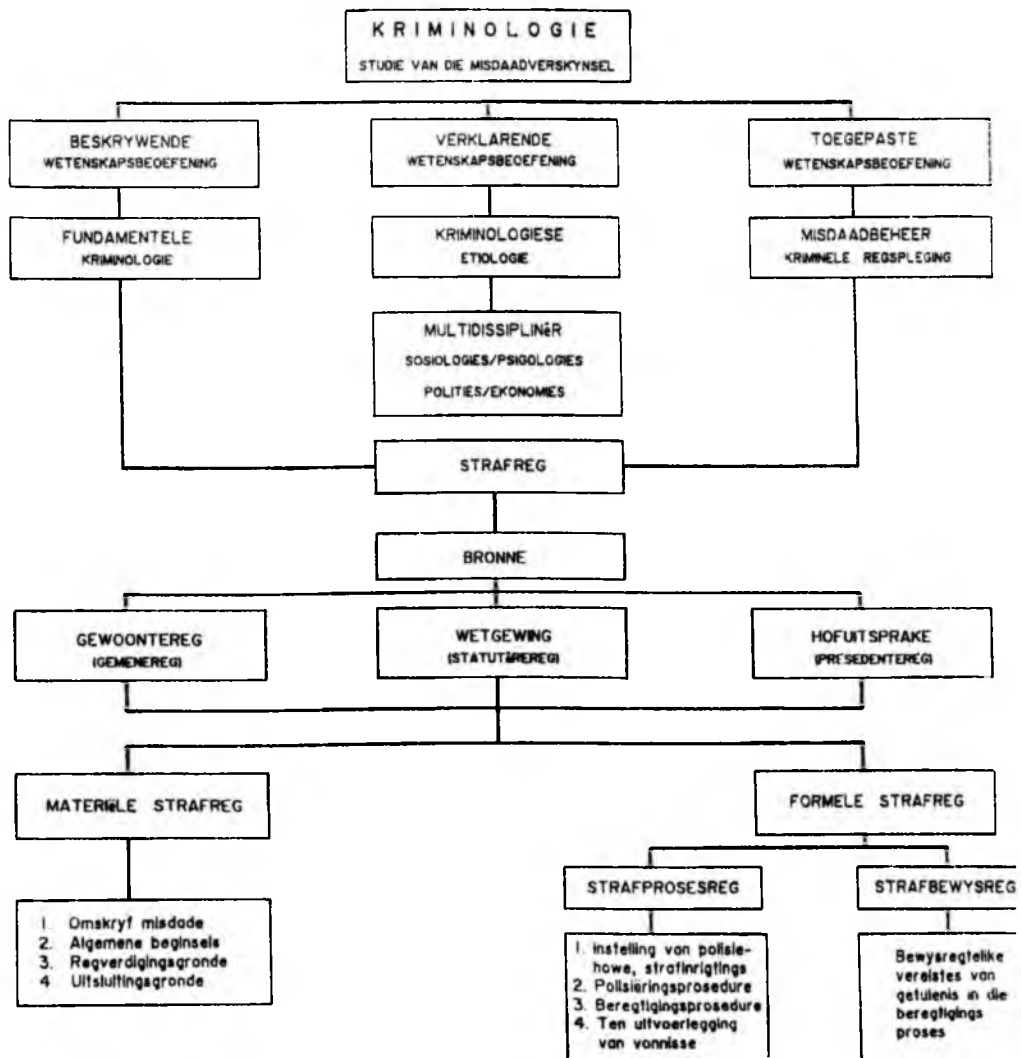 KRIMINOLOGIE
STUDIE VAN DIE MISDAADVERSKYNSEL
BESKRYWENDE
WETENSKAPSBEOEFENING
VERKLARENDE
WETENSKAPSBEOEFENING
TOEGEPASTE
WETENSKAPSBEOEFENING
FUNDAMENTELE
KRIMINOLOGIE
KRIMINOLOGIESE
ETIOLOGIE
MISDAADBEHEER
KRIMINELE REGSPLEGING
MULTIDISSIPLINêR
SOSIOLOGIES/PSIGOLOGIES
POLITIES/EKONOMIES
STRAFREG
BRONNE
GEWOONTEREG
(GEMENEREG)
WETGEWING
(STATUTêREREG)
HOFUITSPRAKE
(PRESEDENTEREG)
MATERIëLE STRAFREG
FORMELE STRAFREG
STRAFPROSESREG
STRAFBEWYSREG
1. Omskryf misdade
2. Algemene beginsels
3. Regverdigingsgronde
4 Uitsluitingsgronde
1. Instelling van polisie-
howe, strafinrigtings
2. Polisiëringsprosedure
3. Beregtigingsprosedure
4. Ten uitvoerlegging
van vonnisse
Bewysregtelike
vereistes van
getuienis in die
beregtigings
proses